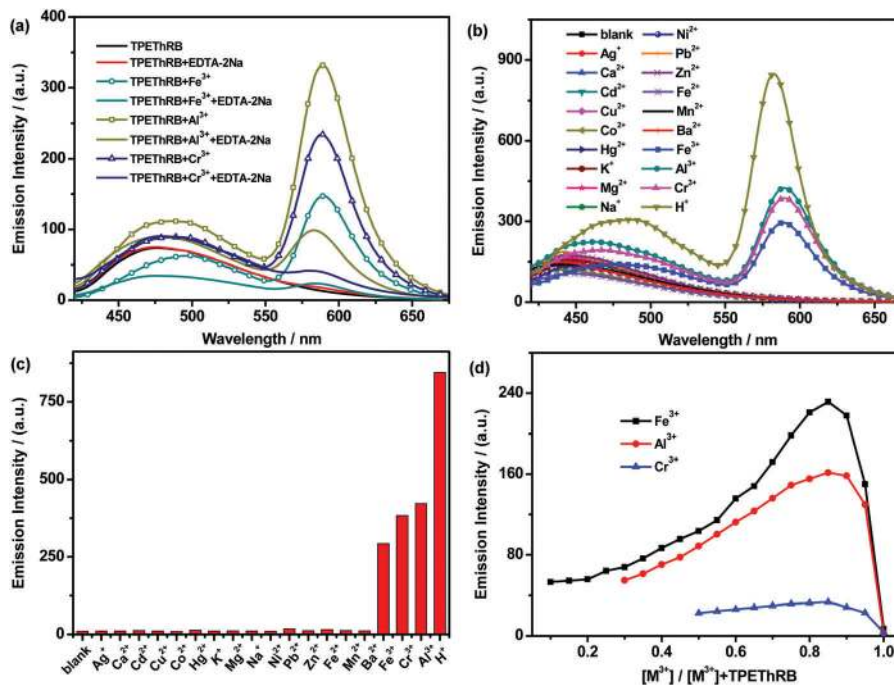 (a)
400
300
200
100
0
Emission Intensity / (a.u.)
TPEThRB
TPEThRB+EDTA-2Na
TPEThRB+Fe³⁺
TPEThRB+Fe³⁺+EDTA-2Na
TPEThRB+Al³⁺
TPEThRB+Al³⁺+EDTA-2Na
TPEThRB+Cr³⁺
TPEThRB+Cr³⁺+EDTA-2Na
450 500 550 600 650
Wavelength / nm
(b)
900
600
300
0
Emission Intensity / (a.u.)
blank Ni²⁺
Ag⁺ Pb²⁺
Ca²⁺ Zn²⁺
Cd²⁺ Fe²⁺
Cu²⁺ Mn²⁺
Co²⁺ Ba²⁺
Hg²⁺ Fe³⁺
K⁺ Al³⁺
Mg²⁺ Cr³⁺
Na⁺ H⁺
450 500 550 600 650
Wavelength / nm
(c)
750
500
250
0
Emission Intensity / (a.u.)
blank Ag⁺ Ca²⁺ Cd²⁺ Cu²⁺ Co²⁺ Hg²⁺ K⁺ Mg²⁺ Na⁺ Ni²⁺ Pb²⁺ Zn²⁺ Fe²⁺ Mn²⁺ Ba²⁺ Fe³⁺ Cr³⁺ Al³⁺ H⁺
(d)
240
160
80
0
Emission Intensity / (a.u.)
Fe³⁺
Al³⁺
Cr³⁺
0.2 0.4 0.6 0.8 1.0
[M³⁺] / [M³⁺]+TPEThRB